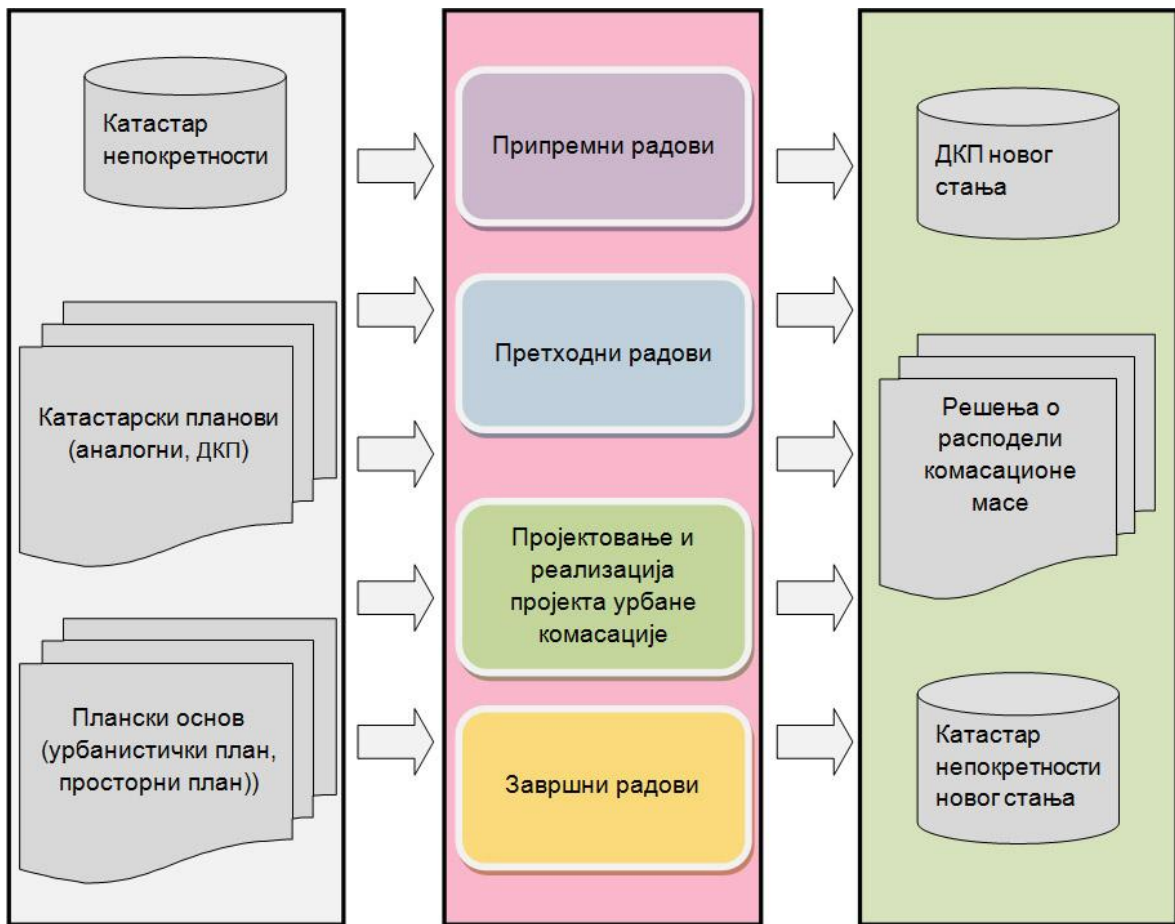 Катастар
непокретности
Катастарски планови
(аналогни, ДКП)
Плански основ
(урбанистички план,
просторни план))
Припремни радови
Претходни радови
Пројектовање и
реализација
пројекта урбане
комасације
Завршни радови
ДКП новог
стања
Решења о
расподели
комасационе
масе
Катастар
непокретности
новог стања